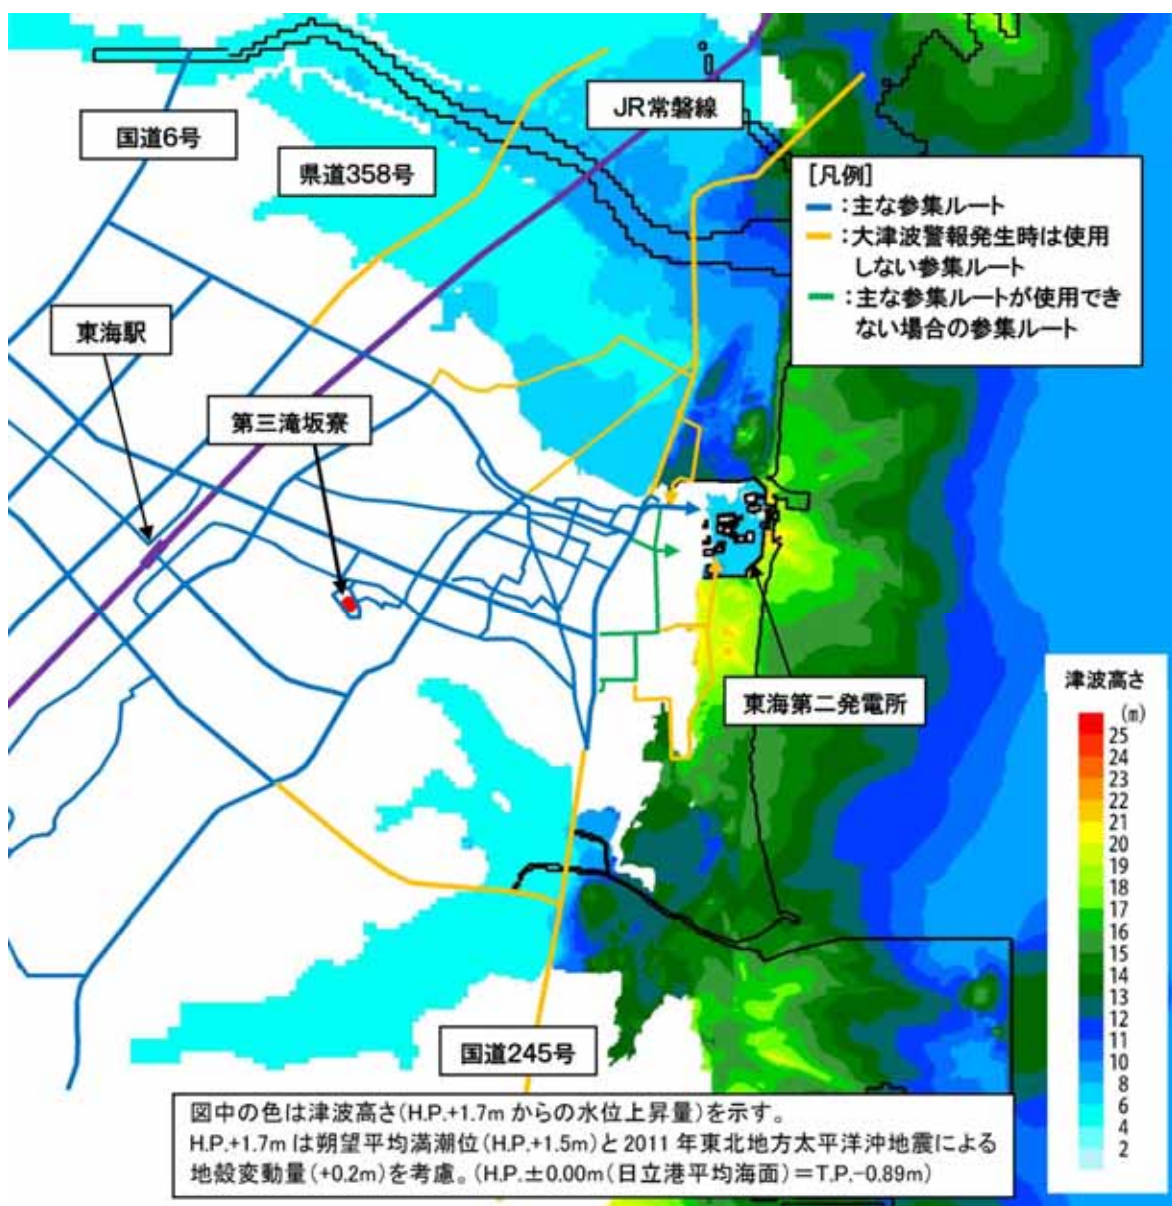 国道6号
県道358号
JR常磐線
[凡例]
:主な参集ルート
:大津波警報発生時は使用
しない参集ルート
:主な参集ルートが使用でき
ない場合の参集ルート
東海駅
第三滝坂寮
東海第二発電所
国道245号
津波高さ
(m)
25
24
23
22
21
20
19
18
17
16
15
14
13
12
11
10
8
6
4
2
図中の色は津波高さ(H.P.+1.7m からの水位上昇量)を示す。
H.P.+1.7m は朔望平均満潮位(H.P.+1.5m)と 2011 年東北地方太平洋沖地震による
地殻変動量(+0.2m)を考慮。(H.P.±0.00m(日立港平均海面)=T.P.-0.89m)